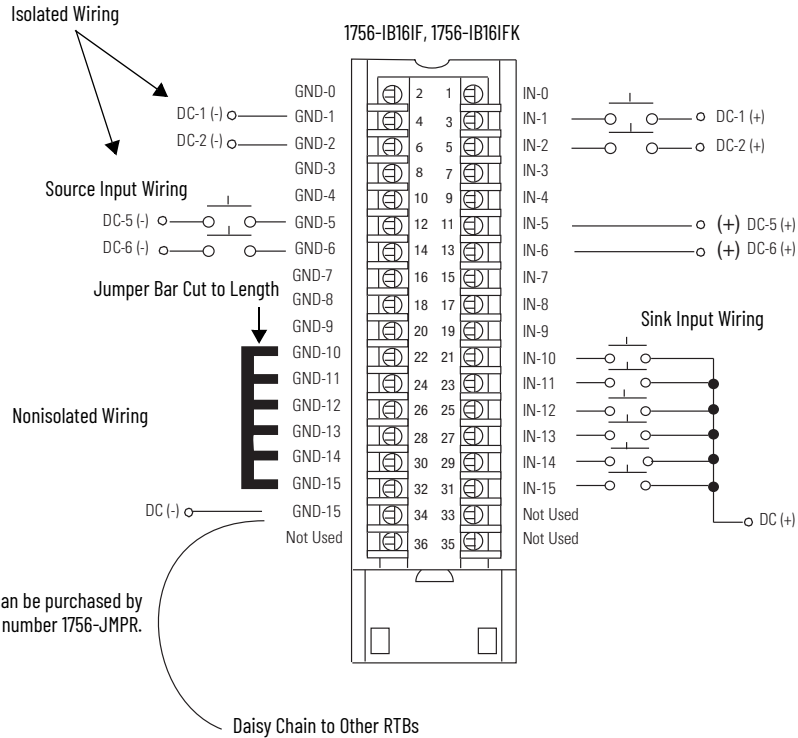 Isolated Wiring
1756-IB16IF, 1756-IB16IFK
GND-0 2 1 IN-0
DC-1 (-) GND-1 4 3 IN-1 DC-1 (+)
DC-2 (-) GND-2 6 5 IN-2 DC-2 (+)
GND-3 8 7 IN-3
Source Input Wiring
GND-4 10 9 IN-4
DC-5 (-) GND-5 12 11 IN-5 (+) DC-5 (+)
DC-6 (-) GND-6 14 13 IN-6 (+) DC-6 (+)
GND-7 16 15 IN-7
Jumper Bar Cut to Length
GND-8 18 17 IN-8
GND-9 20 19 IN-9
Sink Input Wiring
GND-10 22 21 IN-10
GND-11 24 23 IN-11
GND-12 26 25 IN-12
Nonisolated Wiring
GND-13 28 27 IN-13
GND-14 30 29 IN-14
GND-15 32 31 IN-15
DC (-) GND-15 34 33 Not Used DC (+)
Not Used 36 35 Not Used
an be purchased by
number 1756-JMPR.
Daisy Chain to Other RTBs